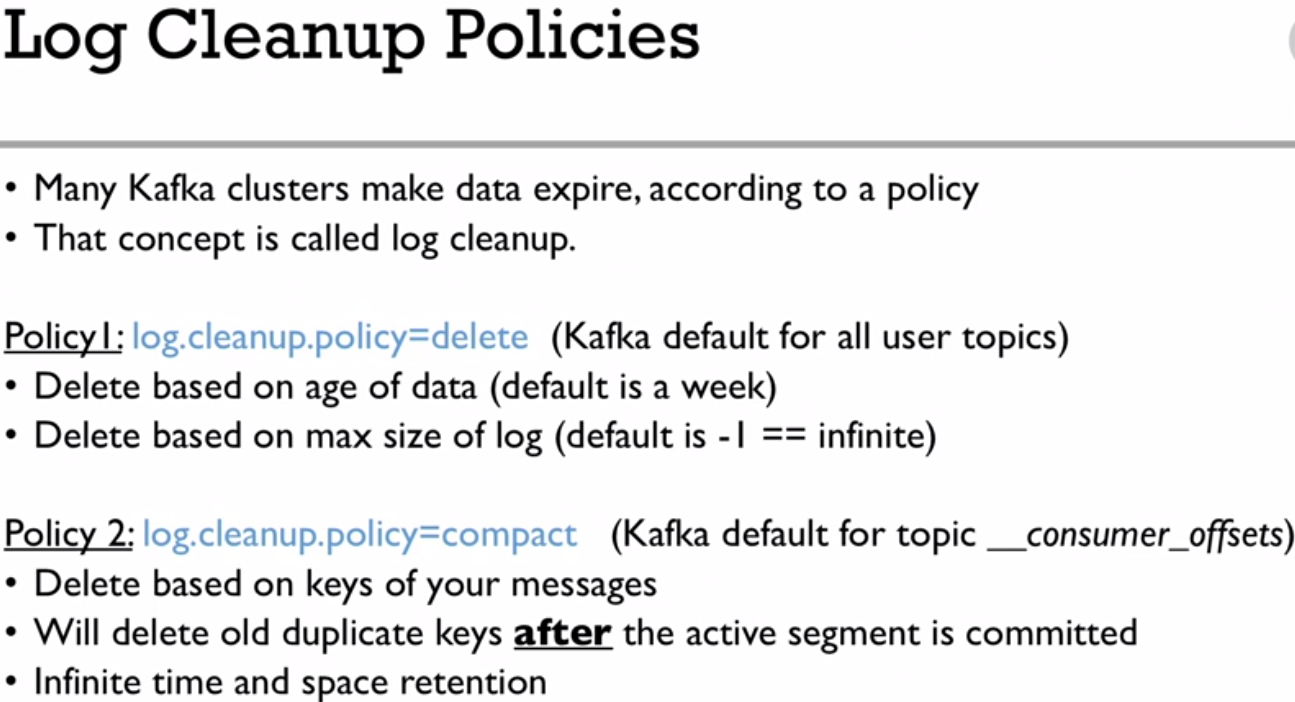 Log Cleanup Policies
• Many Kafka clusters make data expire, according to a policy
• That concept is called log cleanup.
Policy1: log.cleanup.policy=delete (Kafka default for all user topics)
• Delete based on age of data (default is a week)
• Delete based on max size of log (default is -1 == infinite)
Policy 2: log.cleanup.policy=compact (Kafka default for topic __consumer_offsets)
• Delete based on keys of your messages
• Will delete old duplicate keys after the active segment is committed
• Infinite time and space retention